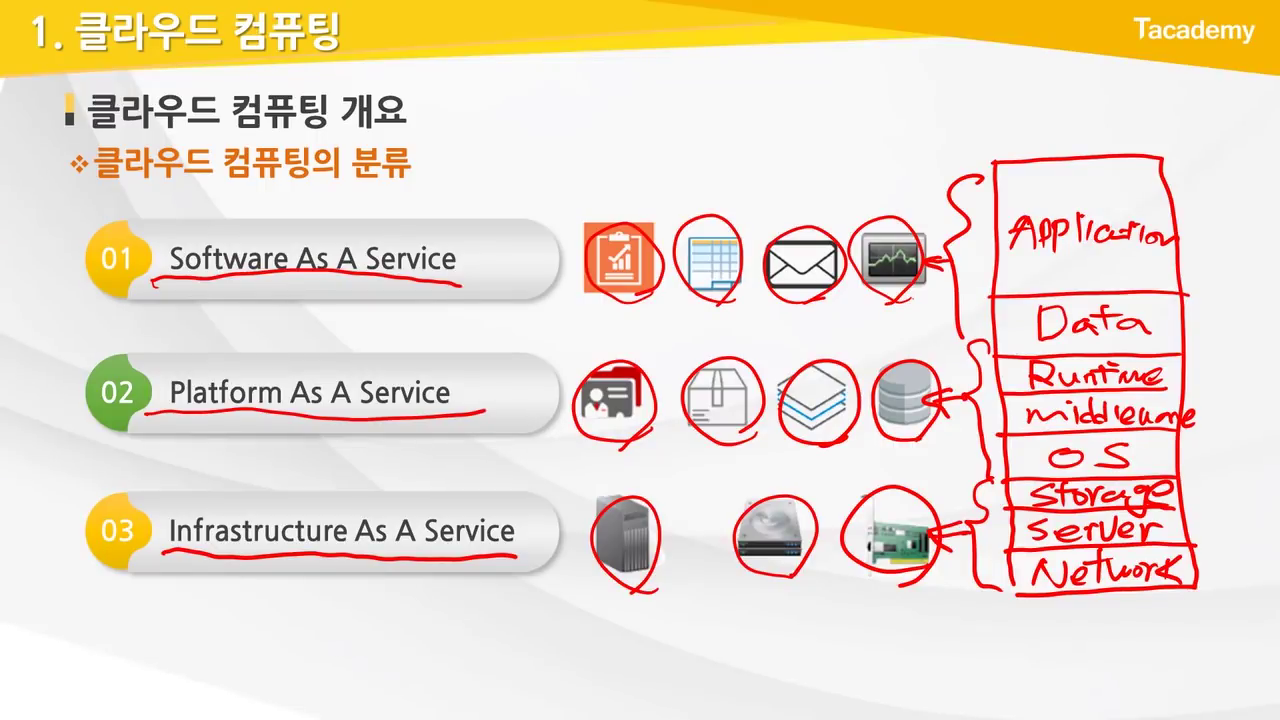 1. 클라우드 컴퓨팅
Tacademy
클라우드 컴퓨팅 개요
클라우드 컴퓨팅의 분류
01 Software As A Service
02 Platform As A Service
03 Infrastructure As A Service
Application
Data
Runtime
middleware
OS
Storage
Server
Network